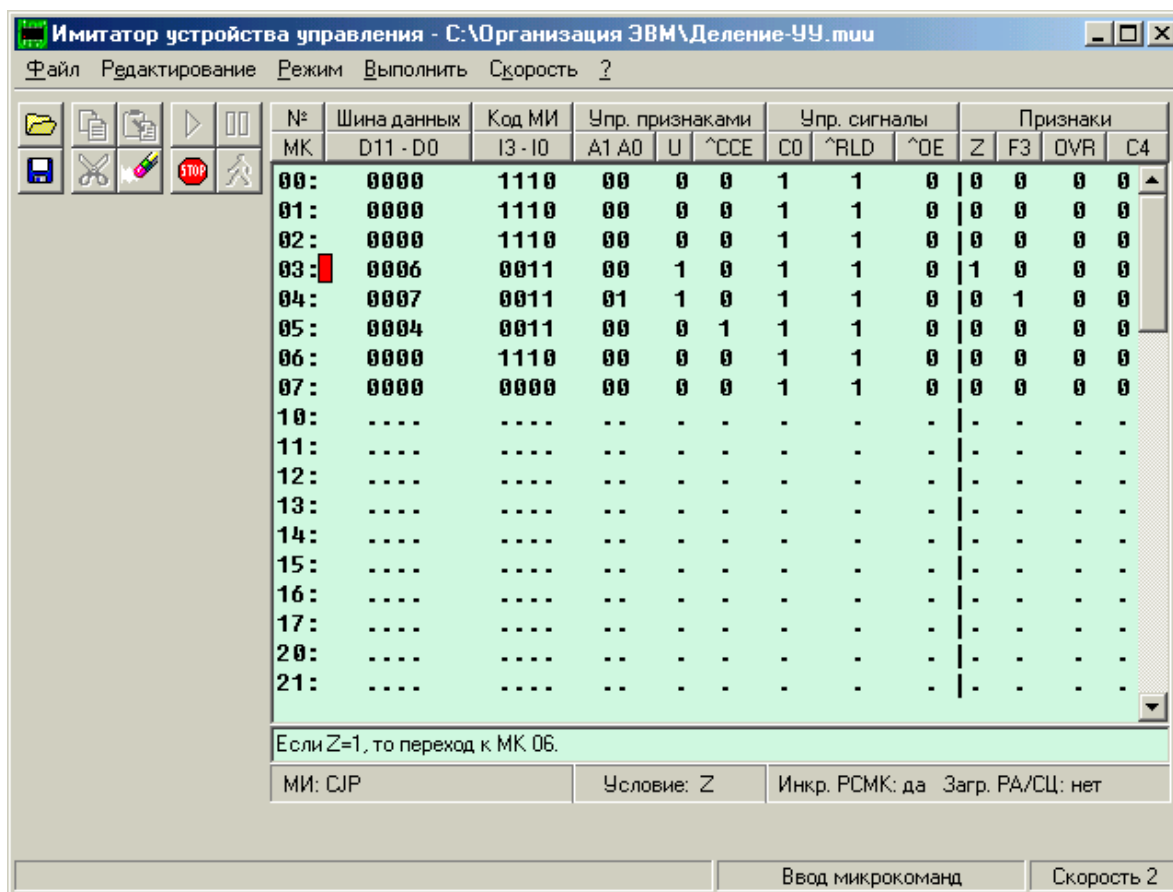 Имитатор устройства управления - C:\Организация ЭВМ\Деление-УУ.muu
Файл Редактирование Режим Выполнить Скорость ?
№ Шина данных Код МИ Упр. признаками Упр. сигналы Признаки
МК D11 - D0 I3 - I0 A1 A0 U ^CCE C0 ^RLD ^OE Z F3 OVR C4
STOP
00: 0000 1110 00 0 0 1 1 0 | 0 0 0 0
01: 0000 1110 00 0 0 1 1 0 | 0 0 0 0
02: 0000 1110 00 0 0 1 1 0 | 0 0 0 0
03: 0006 0011 00 1 0 1 1 0 | 1 0 0 0
04: 0007 0011 01 1 0 1 1 0 | 0 1 0 0
05: 0004 0011 00 0 1 1 1 0 | 0 0 0 0
06: 0000 1110 00 0 0 1 1 0 | 0 0 0 0
07: 0000 0000 00 0 0 1 1 0 | 0 0 0 0
10: .... .... .. . . . . . | . . . .
11: .... .... .. . . . . . | . . . .
12: .... .... .. . . . . . | . . . .
13: .... .... .. . . . . . | . . . .
14: .... .... .. . . . . . | . . . .
15: .... .... .. . . . . . | . . . .
16: .... .... .. . . . . . | . . . .
17: .... .... .. . . . . . | . . . .
20: .... .... .. . . . . . | . . . .
21: .... .... .. . . . . . | . . . .
Если Z=1, то переход к МК 06.
МИ: CJP Условие: Z Инкр. РСМК: да Загр. РА/СЦ: нет
Ввод микрокоманд Скорость 2